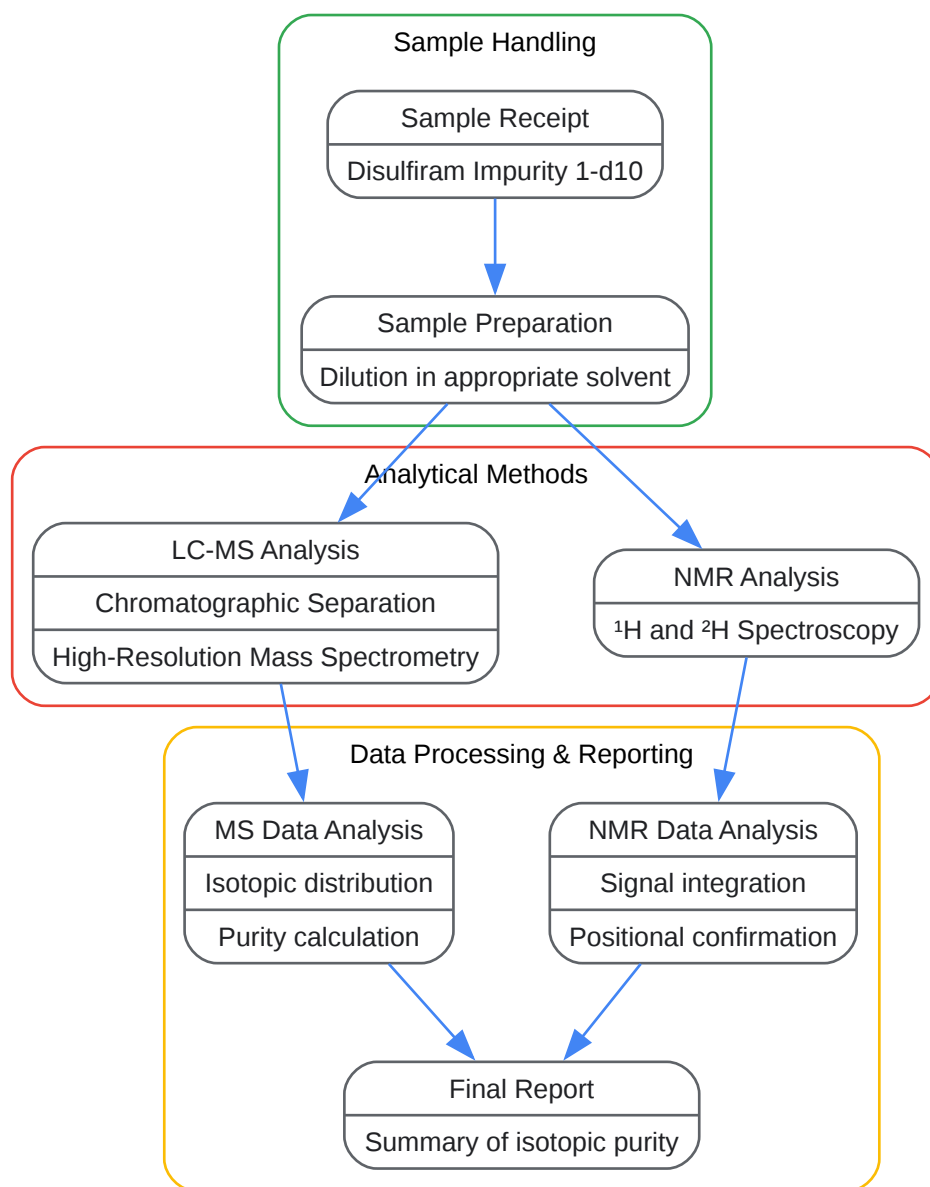 Sample Handling
Sample Receipt
Disulfiram Impurity 1-d10
Sample Preparation
Dilution in appropriate solvent
Analytical Methods
LC-MS Analysis
Chromatographic Separation
High-Resolution Mass Spectrometry
NMR Analysis
¹H and ²H Spectroscopy
Data Processing & Reporting
MS Data Analysis
Isotopic distribution
Purity calculation
NMR Data Analysis
Signal integration
Positional confirmation
Final Report
Summary of isotopic purity